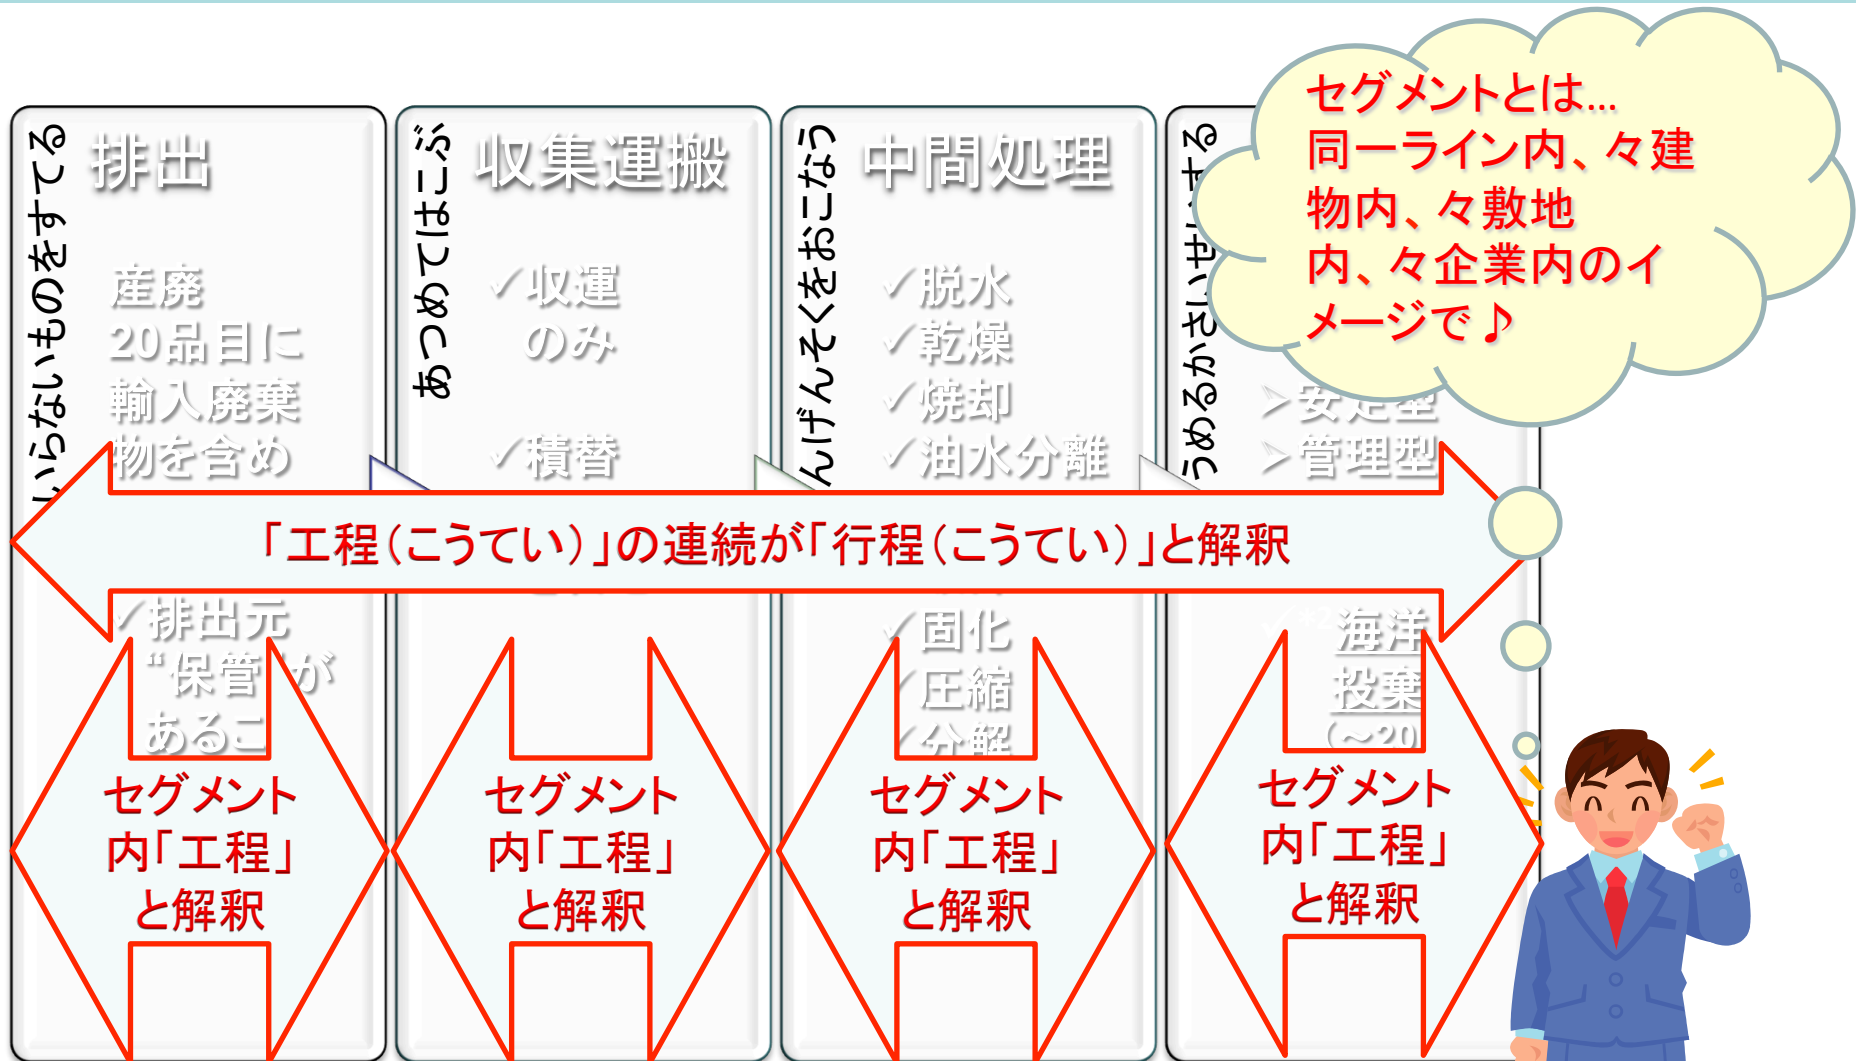 いらないものをすてる
排出
産廃
20品目に
輸入廃棄
物を含め
✓排出元
“保管 が
あるこ
あつめてはこぶ
収集運搬
✓収運
のみ
✓積替
んげんそくをおこなう
中間処理
✓脱水
✓乾燥
✓焼却
✓油水分離
✓固化
✓圧縮
✓分解
うめるかさいせいする
➢安定型
➢管理型
✓*2海洋
投棄
(～20
セグメントとは…
同一ライン内、々建
物内、々敷地
内、々企業内のイ
メージで♪
「工程(こうてい)」の連続が「行程(こうてい)」と解釈
セグメント
内「工程」
と解釈
セグメント
内「工程」
と解釈
セグメント
内「工程」
と解釈
セグメント
内「工程」
と解釈